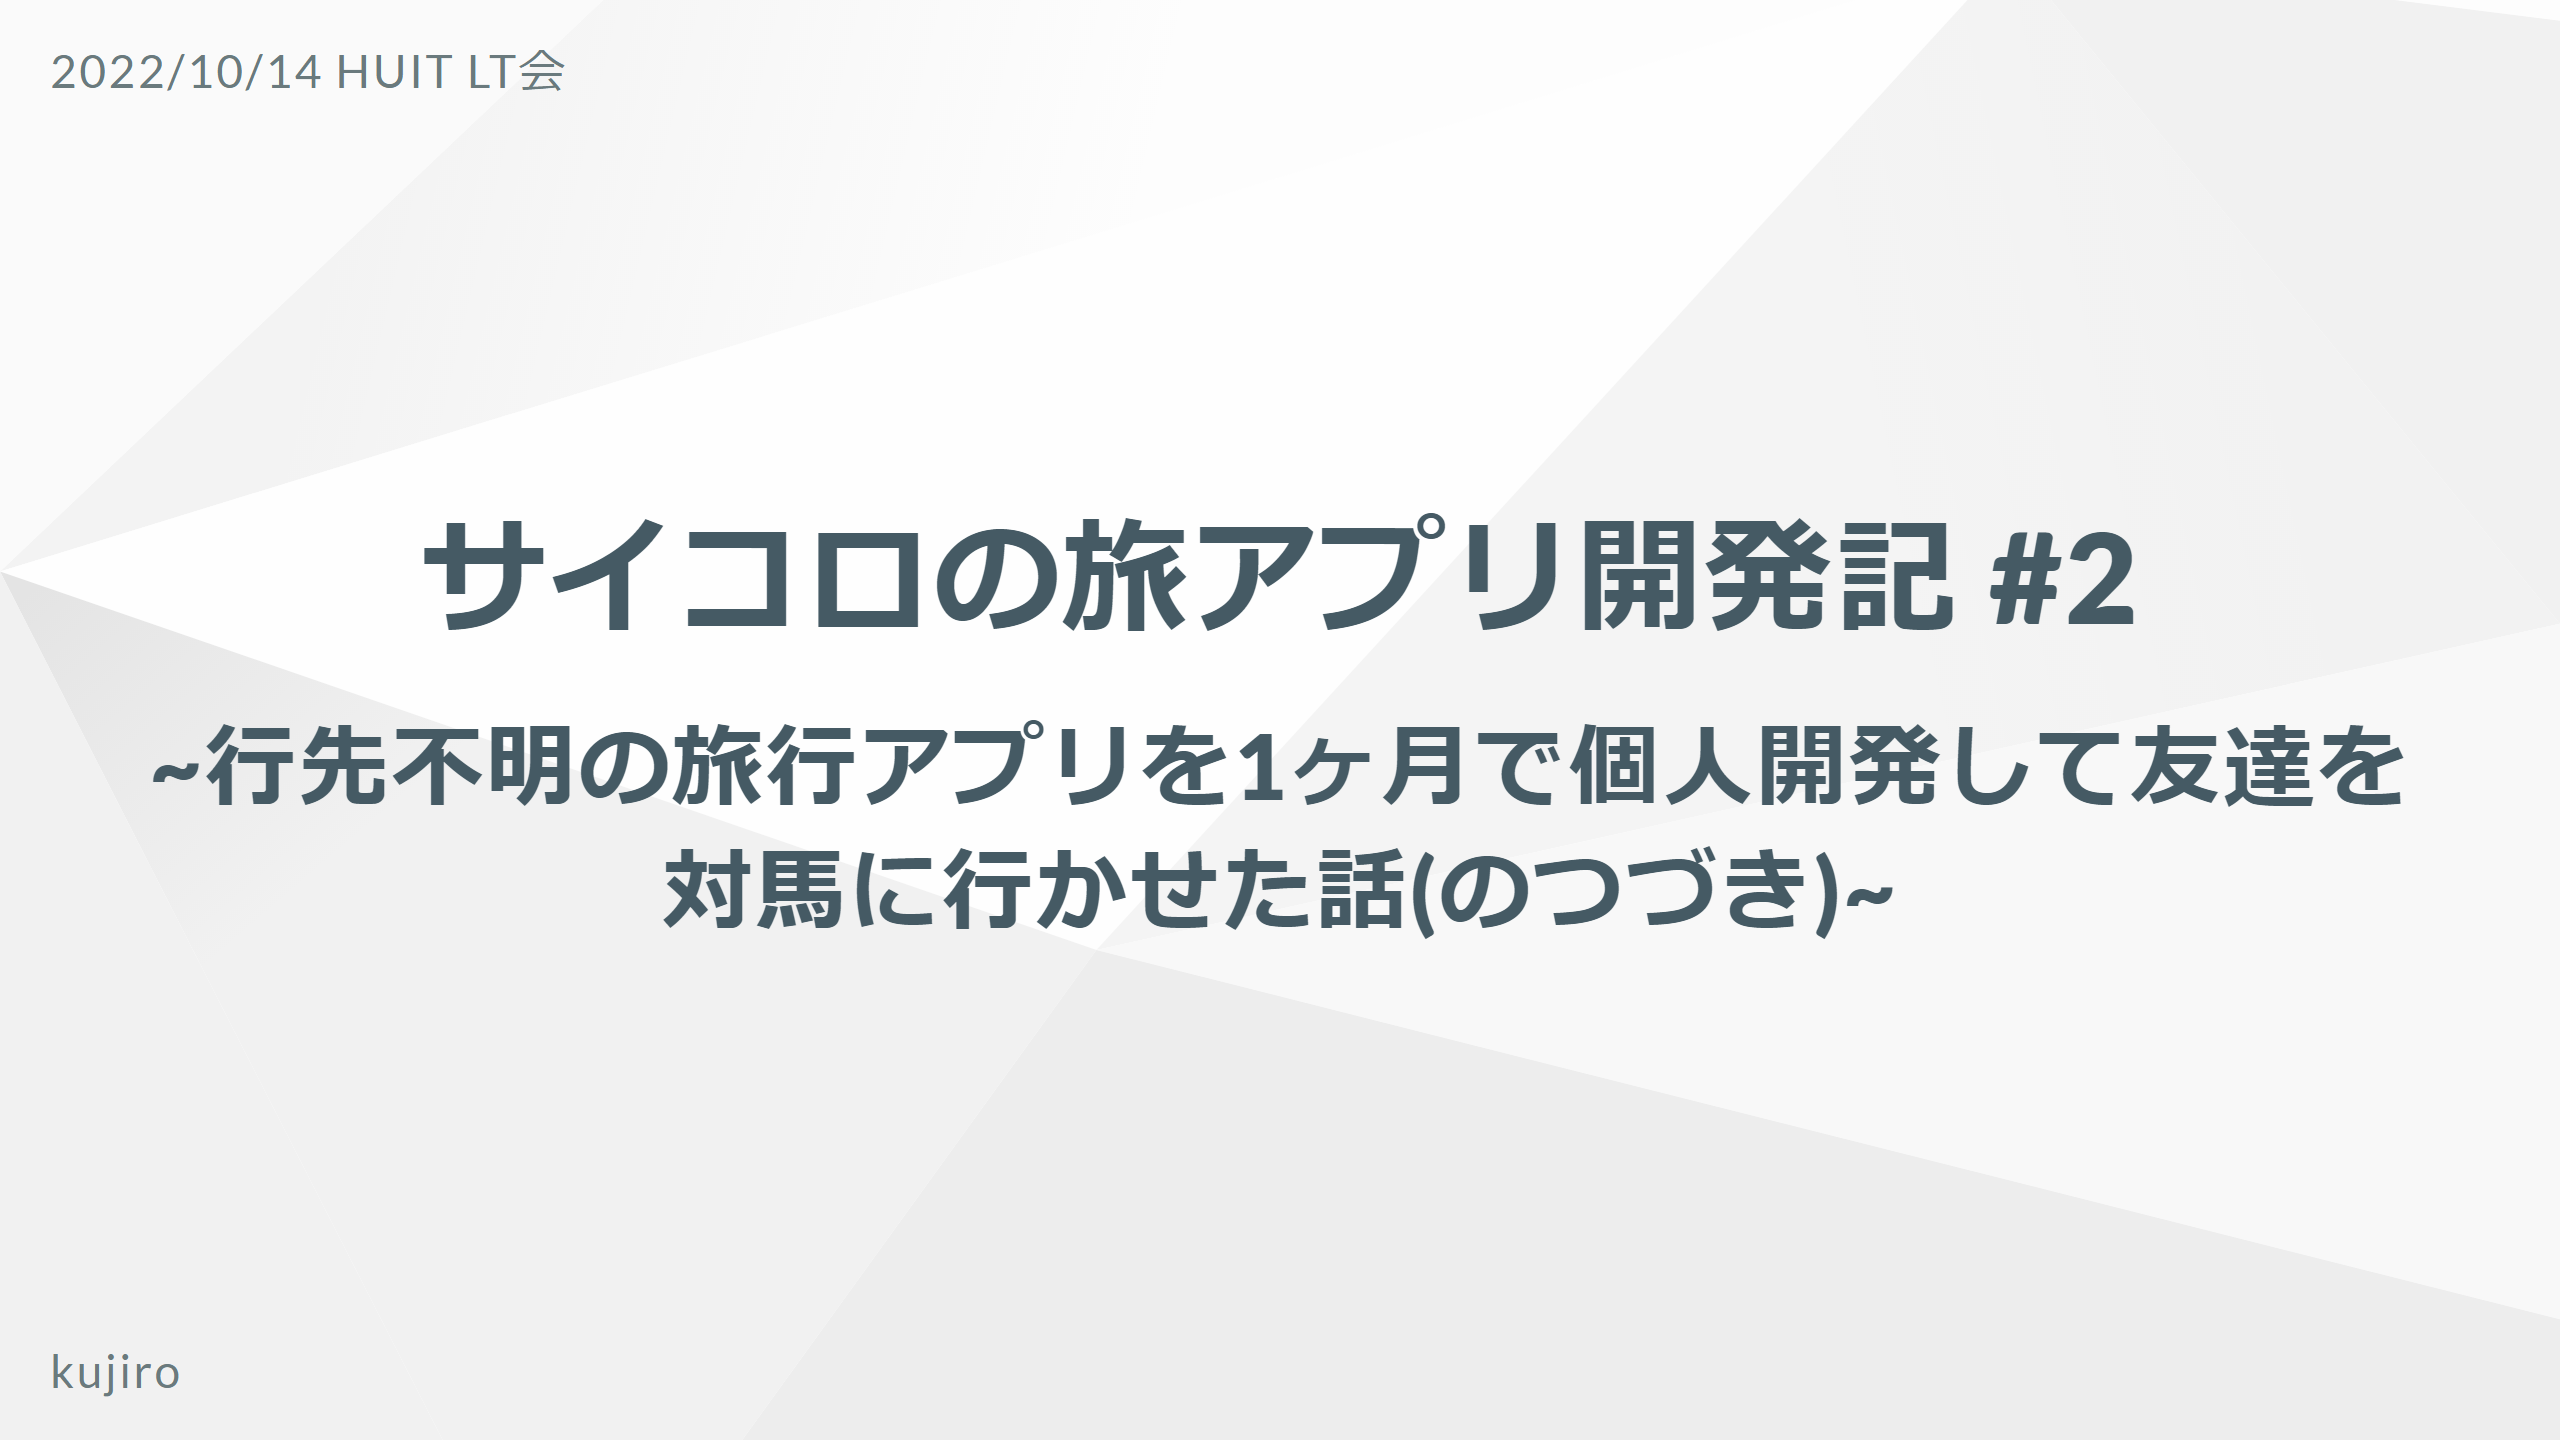 2022/10/14 HUIT LT会
サイコロの旅アプリ開発記 #2
~行先不明の旅行アプリを1ヶ月で個人開発して友達を
対馬に行かせた話(のつづき)~
kujiro